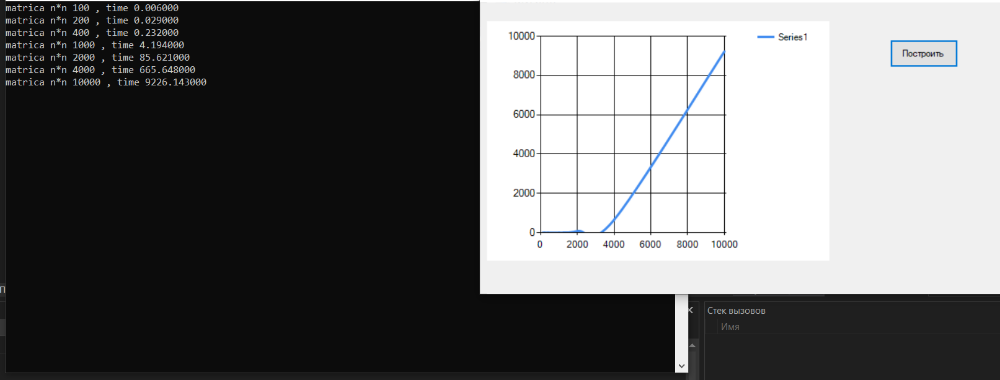 matrica n*n 100 , time 0.006000
matrica n*n 200 , time 0.029000
matrica n*n 400 , time 0.232000
matrica n*n 1000 , time 4.194000
matrica n*n 2000 , time 85.621000
matrica n*n 4000 , time 665.648000
matrica n*n 10000 , time 9226.143000
10000
8000
6000
4000
2000
0
0 2000 4000 6000 8000 10000
Series1
Построить
Стек вызовов
Имя